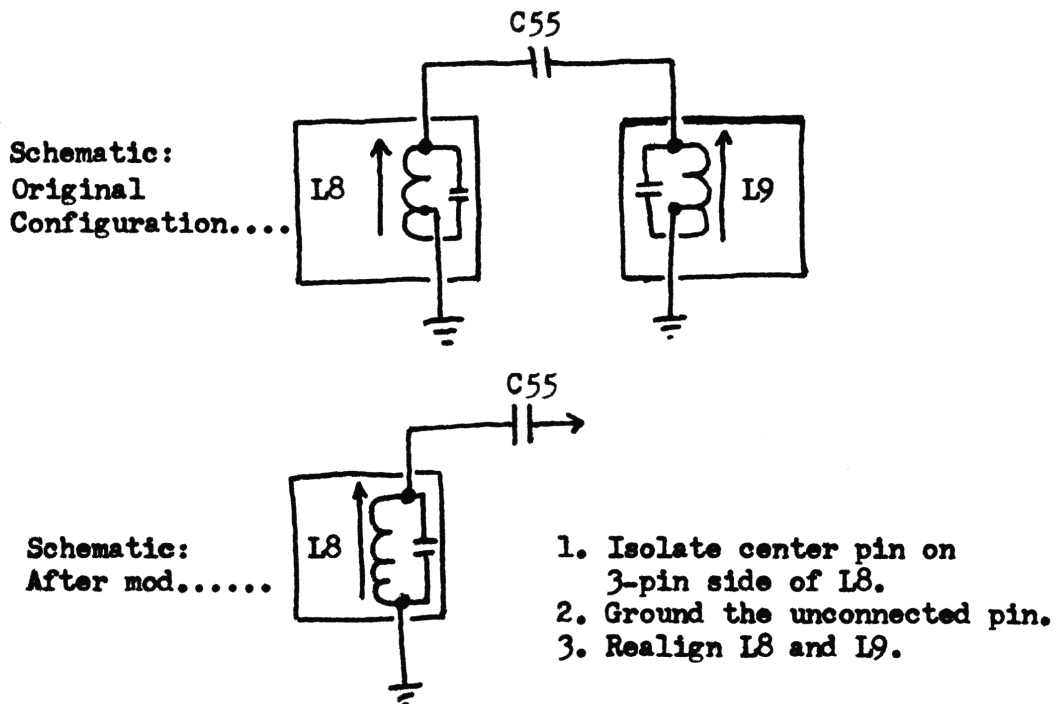 C55
Schematic:
Original
Configuration....
L8
L9
C55
Schematic:
After mod......
L8
1. Isolate center pin on
3-pin side of L8.
2. Ground the unconnected pin.
3. Realign L8 and L9.